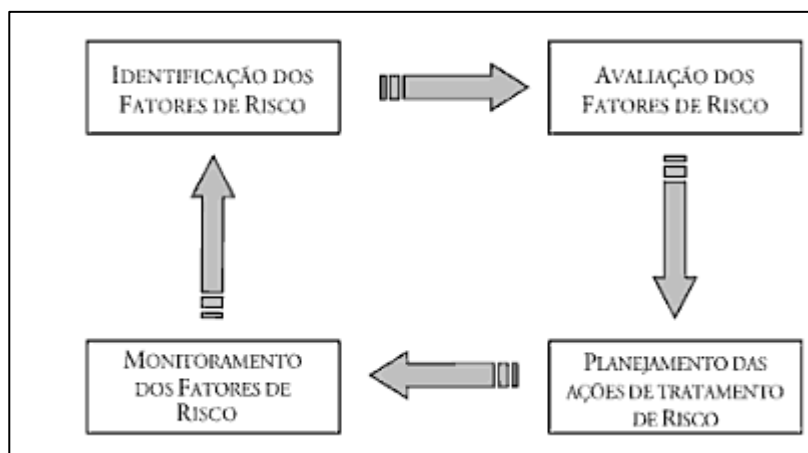 IDENTIFICAÇÃO DOS
FATORES DE RISCO
AVALIAÇÃO DOS
FATORES DE RISCO
MONITORAMENTO
DOS FATORES DE
RISCO
PLANEJAMENTO DAS
AÇÕES DE TRATAMENTO
DE RISCO